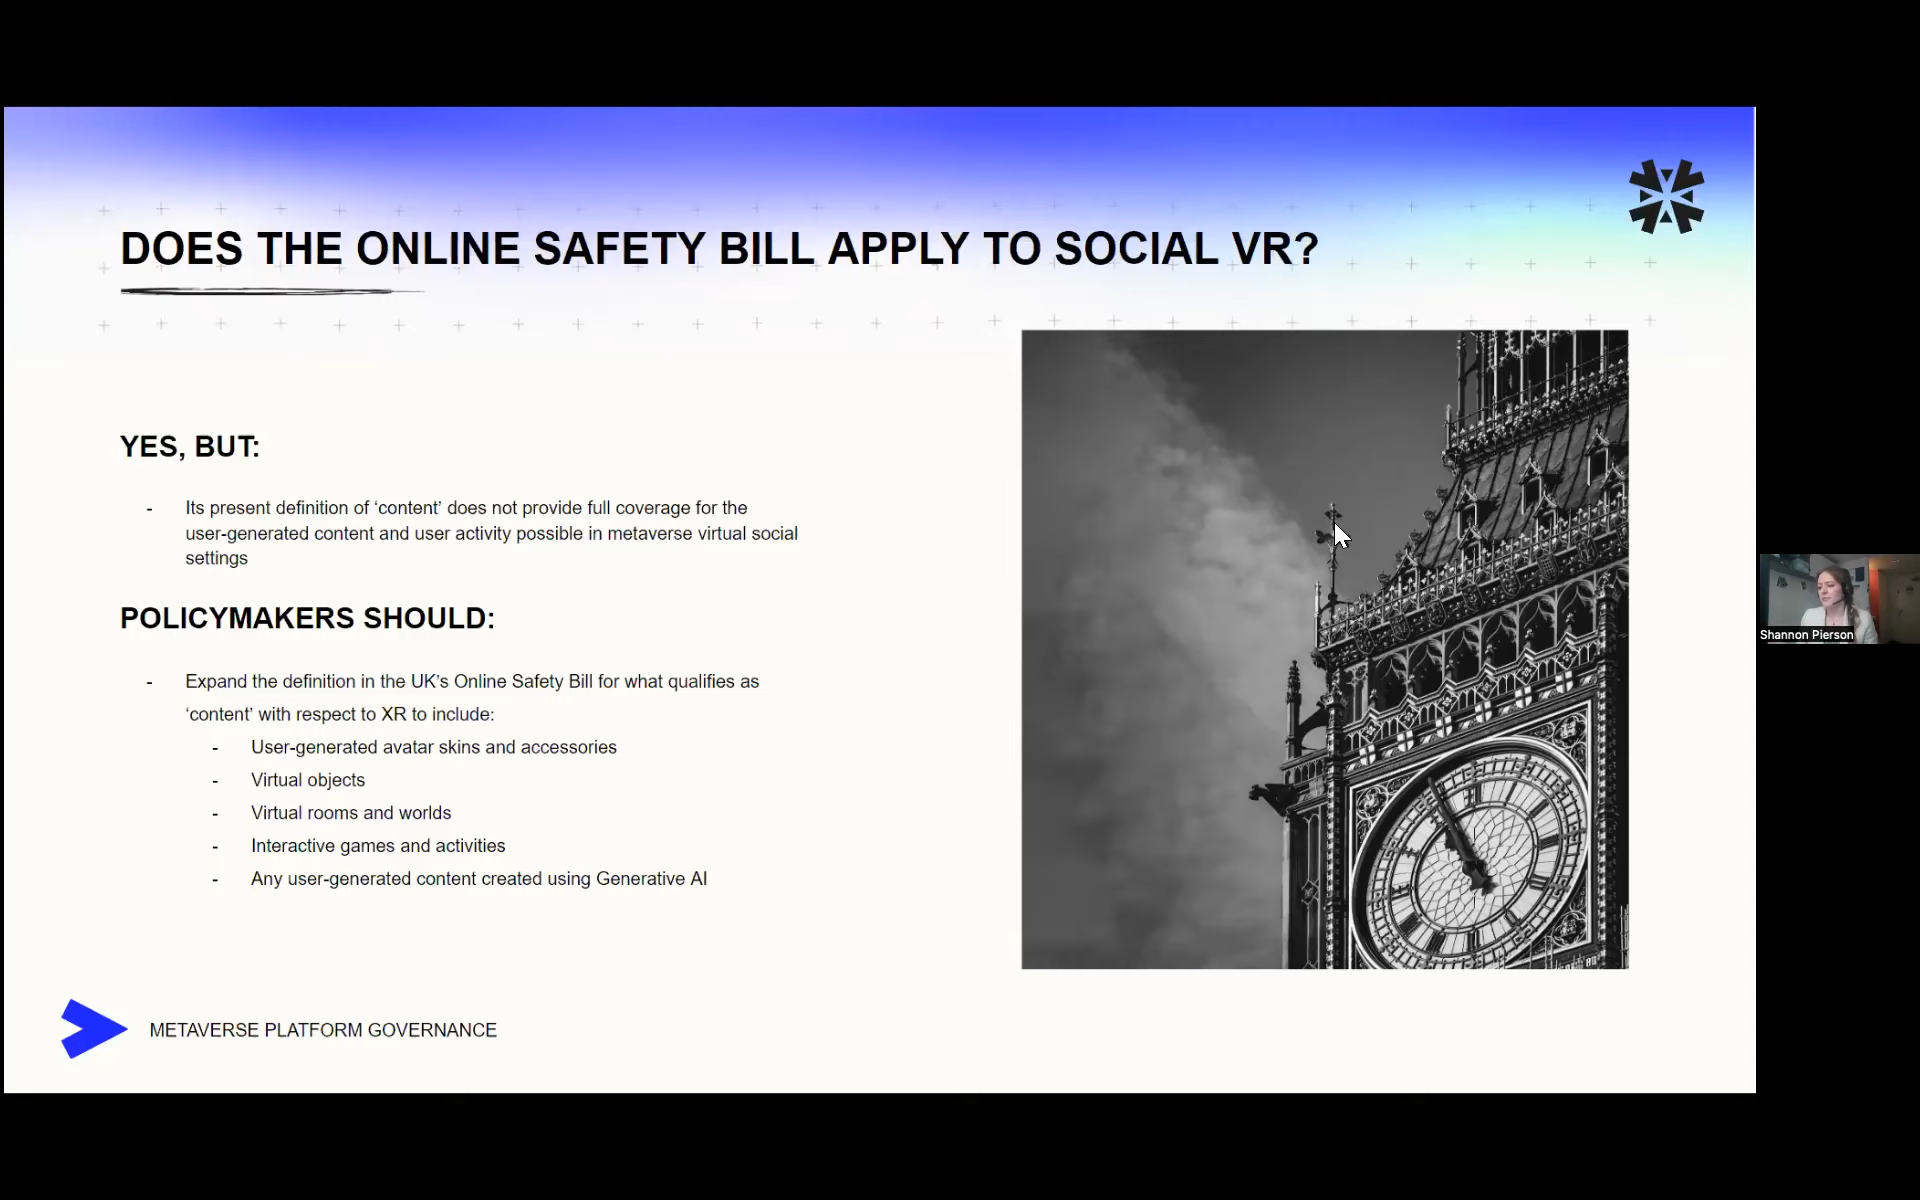 DOES THE ONLINE SAFETY BILL APPLY TO SOCIAL VR?
YES, BUT:
- Its present definition of ‘content’ does not provide full coverage for the
user-generated content and user activity possible in metaverse virtual social
settings
POLICYMAKERS SHOULD:
- Expand the definition in the UK’s Online Safety Bill for what qualifies as
‘content’ with respect to XR to include:
- User-generated avatar skins and accessories
- Virtual objects
- Virtual rooms and worlds
- Interactive games and activities
- Any user-generated content created using Generative AI
METAVERSE PLATFORM GOVERNANCE
Shannon Pierson